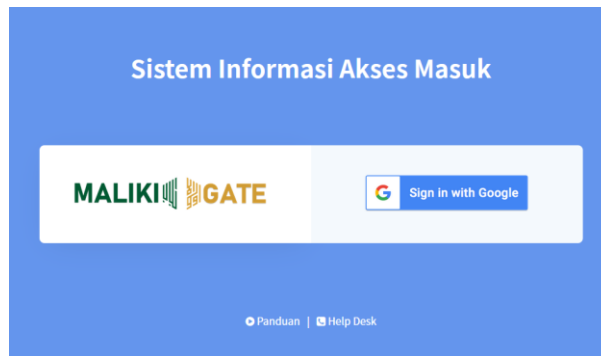 Sistem Informasi Akses Masuk
MALIKI GATE
Sign in with Google
Panduan | Help Desk